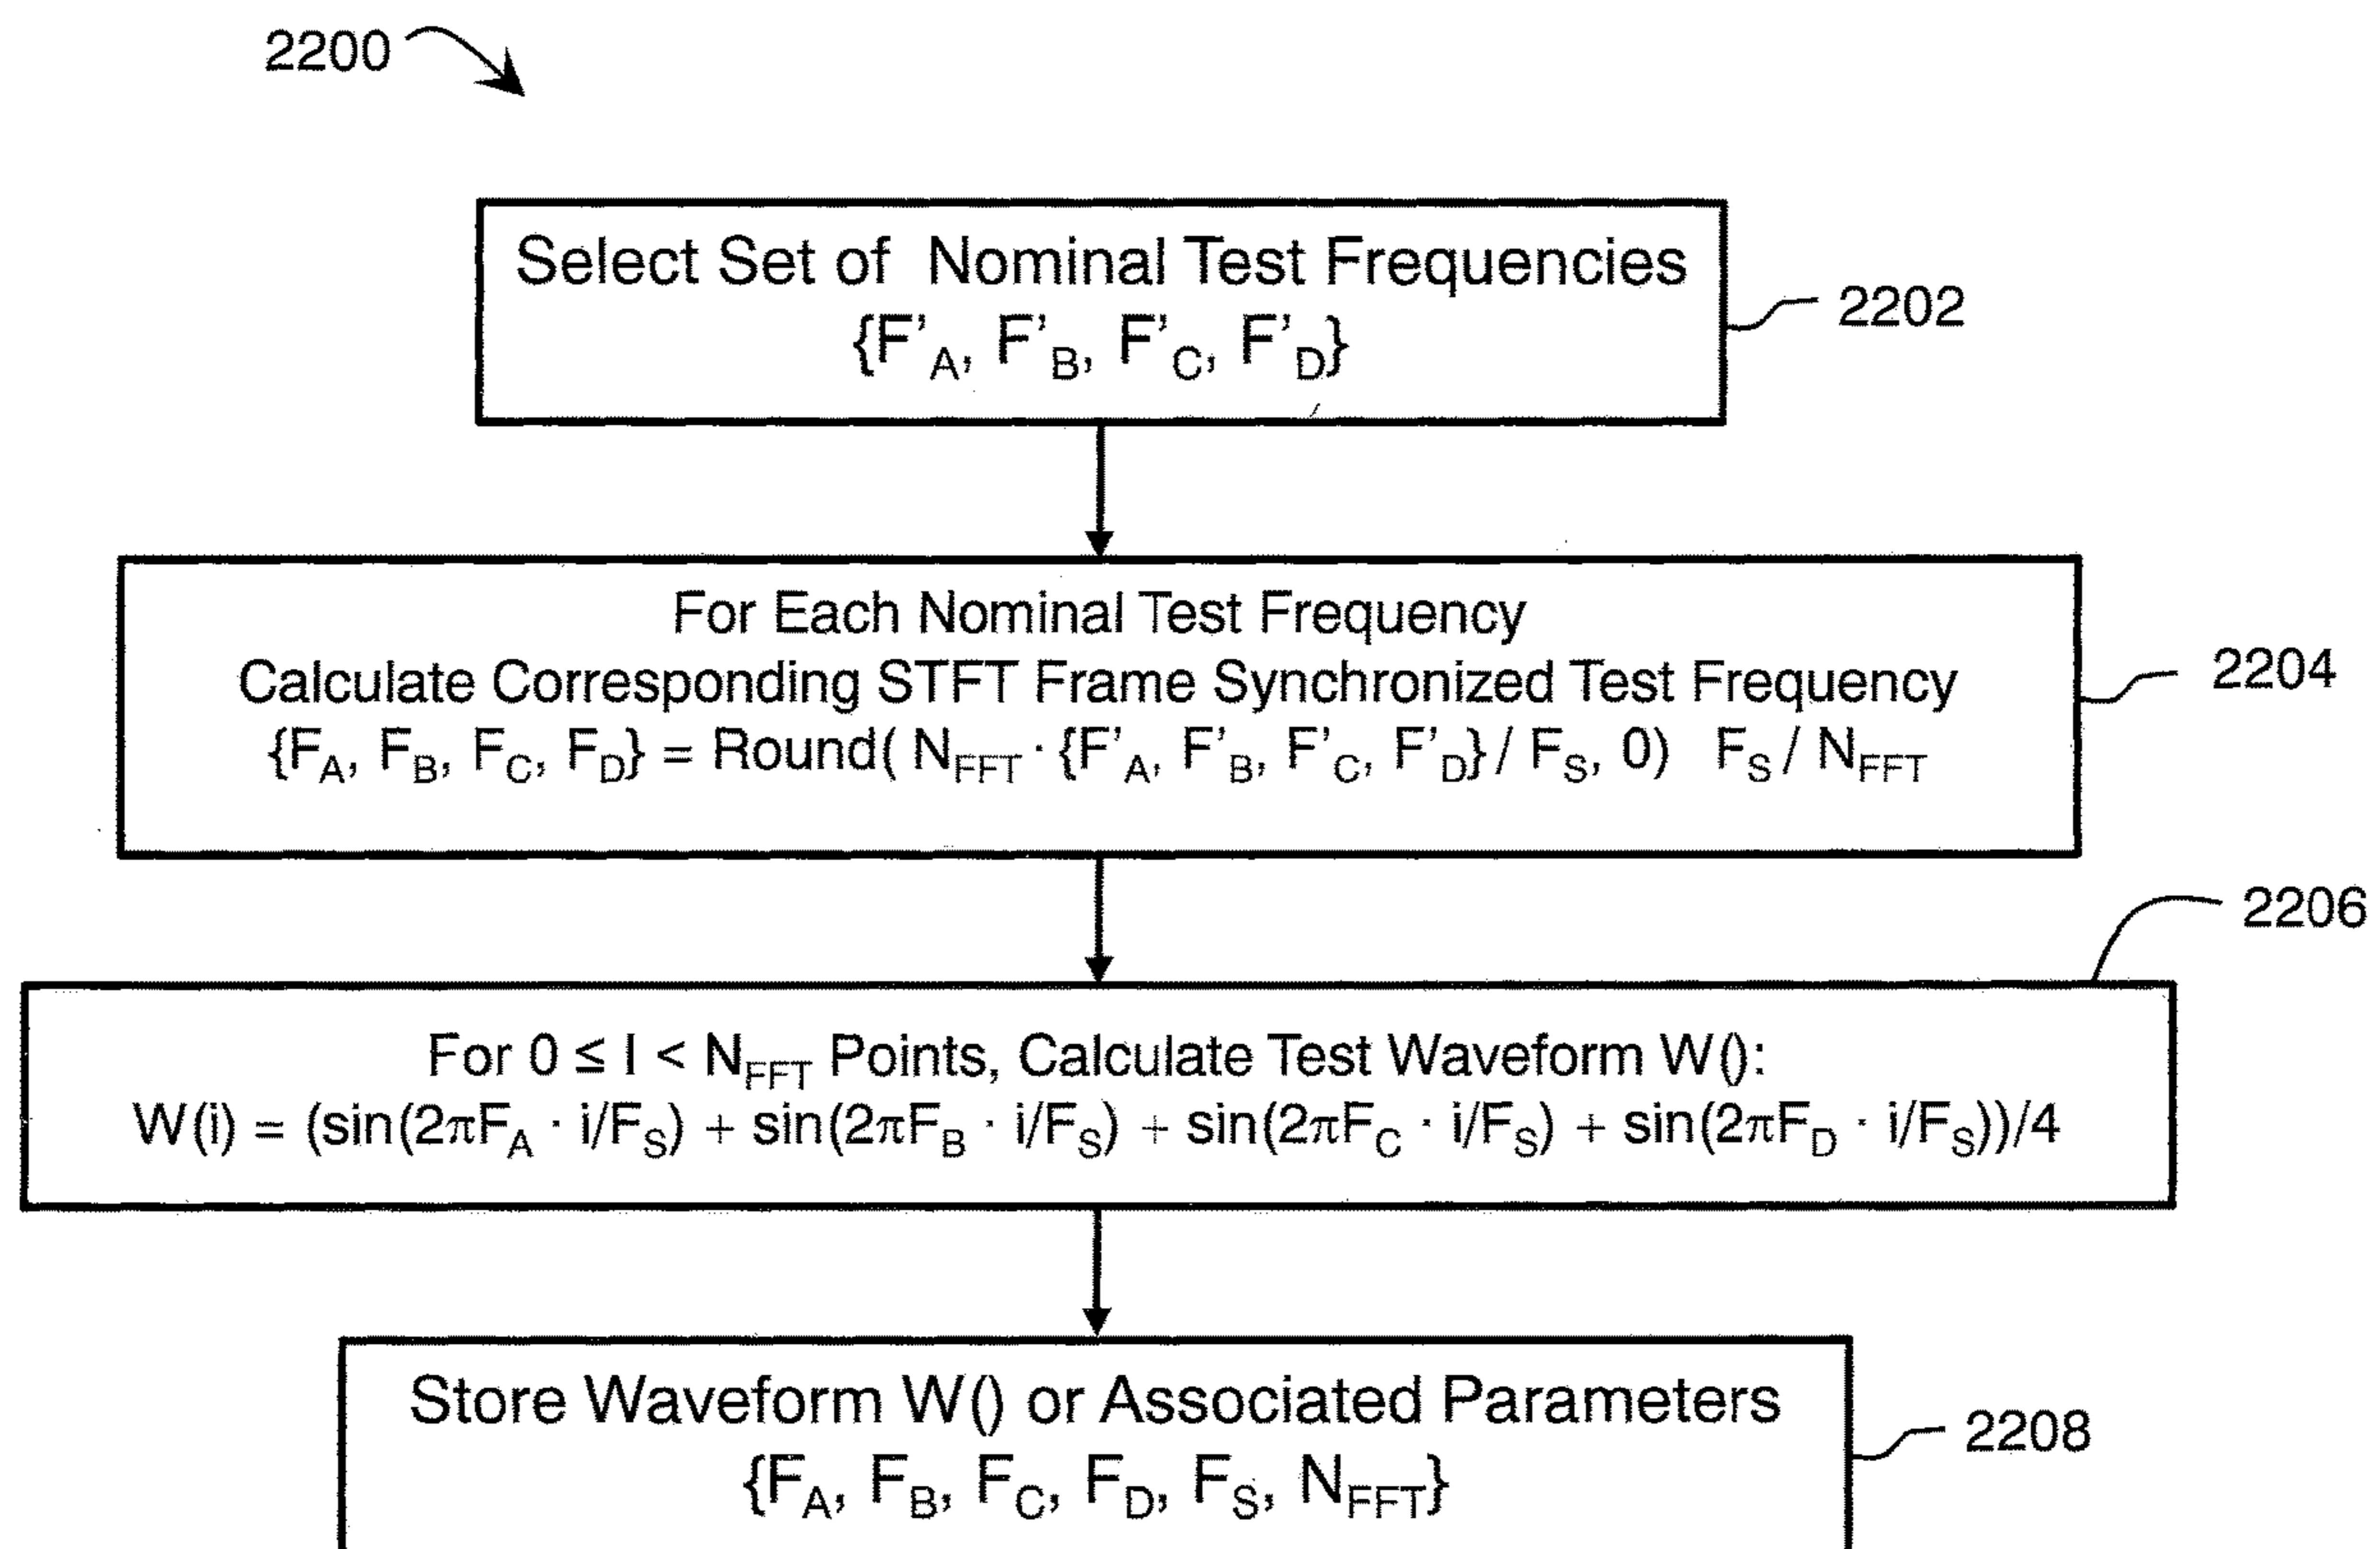 2200
Select Set of Nominal Test Frequencies
{F'A, F'B, F'C, F'D}
2202
For Each Nominal Test Frequency
Calculate Corresponding STFT Frame Synchronized Test Frequency
{FA, FB, FC, FD} = Round( NFFT · {F'A, F'B, F'C, F'D} / FS, 0) FS / NFFT
2204
2206
For 0 ≤ I < NFFT Points, Calculate Test Waveform W():
W(i) = (sin(2πFA · i/FS) + sin(2πFB · i/FS) + sin(2πFC · i/FS) + sin(2πFD · i/FS))/4
Store Waveform W() or Associated Parameters
{FA, FB, FC, FD, FS, NFFT}
2208